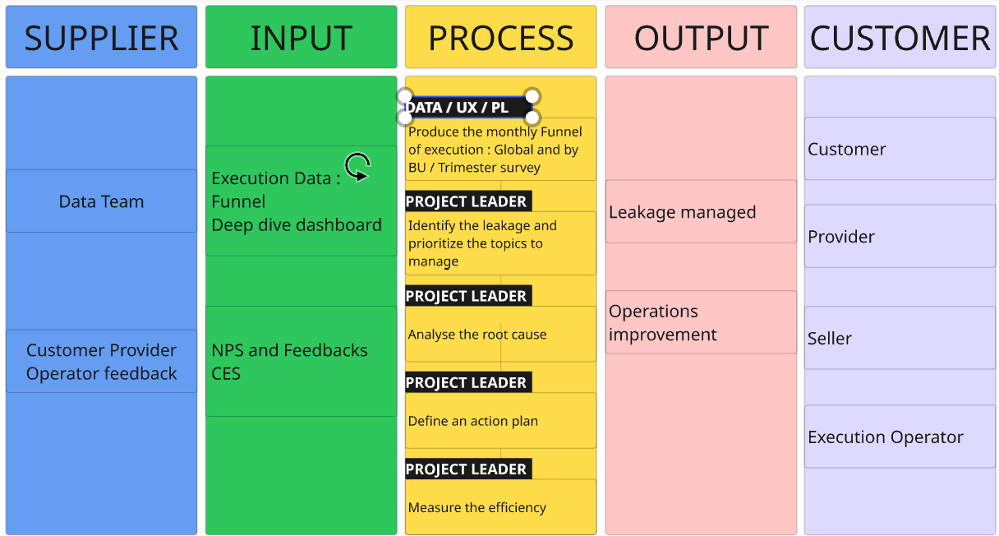 SUPPLIER
INPUT
PROCESS
OUTPUT
CUSTOMER
Data Team
Customer Provider
Operator feedback
Execution Data :
Funnel
Deep dive dashboard
NPS and Feedbacks
CES
DATA / UX / PL
Produce the monthly Funnel
of execution : Global and by
BU / Trimester survey
PROJECT LEADER
Identify the leakage and
prioritize the topics to
manage
PROJECT LEADER
Analyse the root cause
PROJECT LEADER
Define an action plan
PROJECT LEADER
Measure the efficiency
Leakage managed
Operations
improvement
Customer
Provider
Seller
Execution Operator